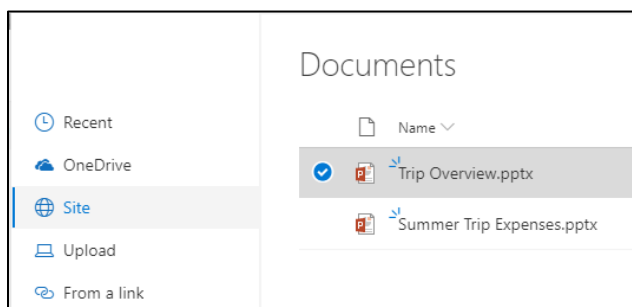 Documents
Recent
OneDrive
Site
Upload
From a link
Name
Trip Overview.pptx
Summer Trip Expenses.pptx